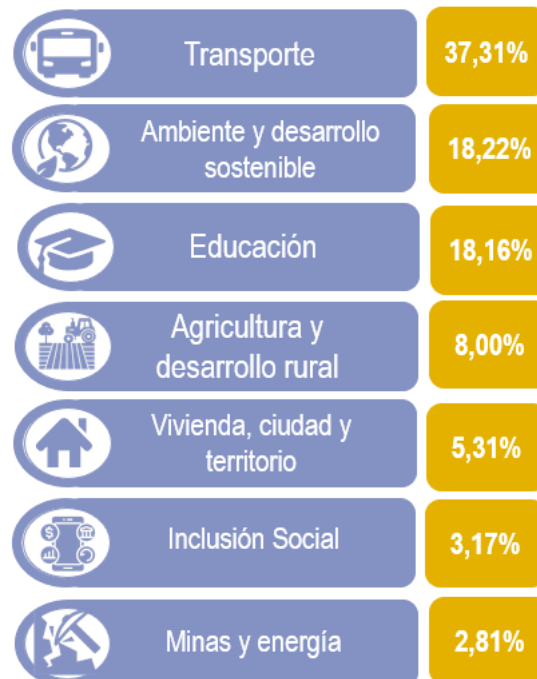 Transporte
37,31%
Ambiente y desarrollo
sostenible
18,22%
Educación
18,16%
Agricultura y
desarrollo rural
8,00%
Vivienda, ciudad y
territorio
5,31%
Inclusión Social
3,17%
Minas y energía
2,81%